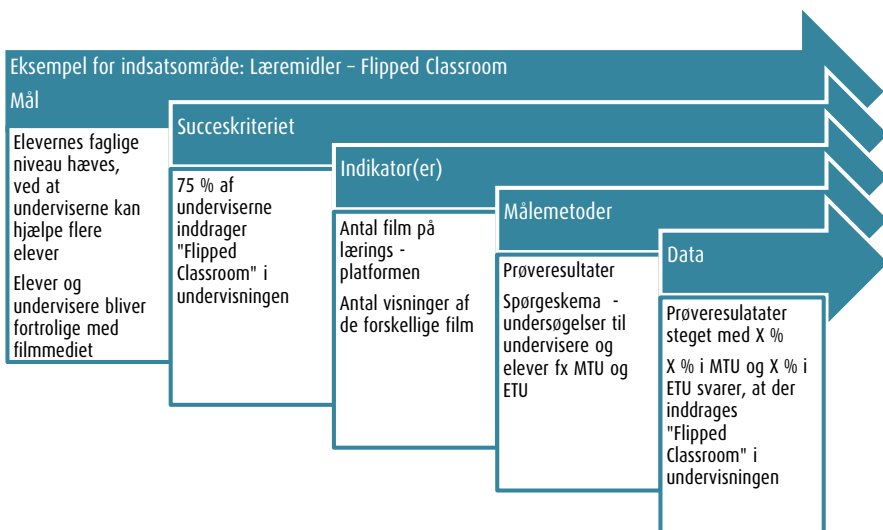 Eksempel for indsatsområde: Læremidler – Flipped Classroom
Mål
Elevernes faglige
niveau hæves,
ved at
underviserne kan
hjælpe flere
elever
Elever og
undervisere bliver
fortrolige med
filmmediet
Succeskriteriet
75 % af
underviserne
inddrager
"Flipped
Classroom" i
undervisningen
Indikator(er)
Antal film på
lærings -
platformen
Antal visninger af
de forskellige film
Målemetoder
Prøveresultater
Spørgeskema -
undersøgelser til
undervisere og
elever fx MTU og
ETU
Data
Prøveresulatater
steget med X %
X % i MTU og X % i
ETU svarer, at der
inddrages
"Flipped
Classroom" i
undervisningen